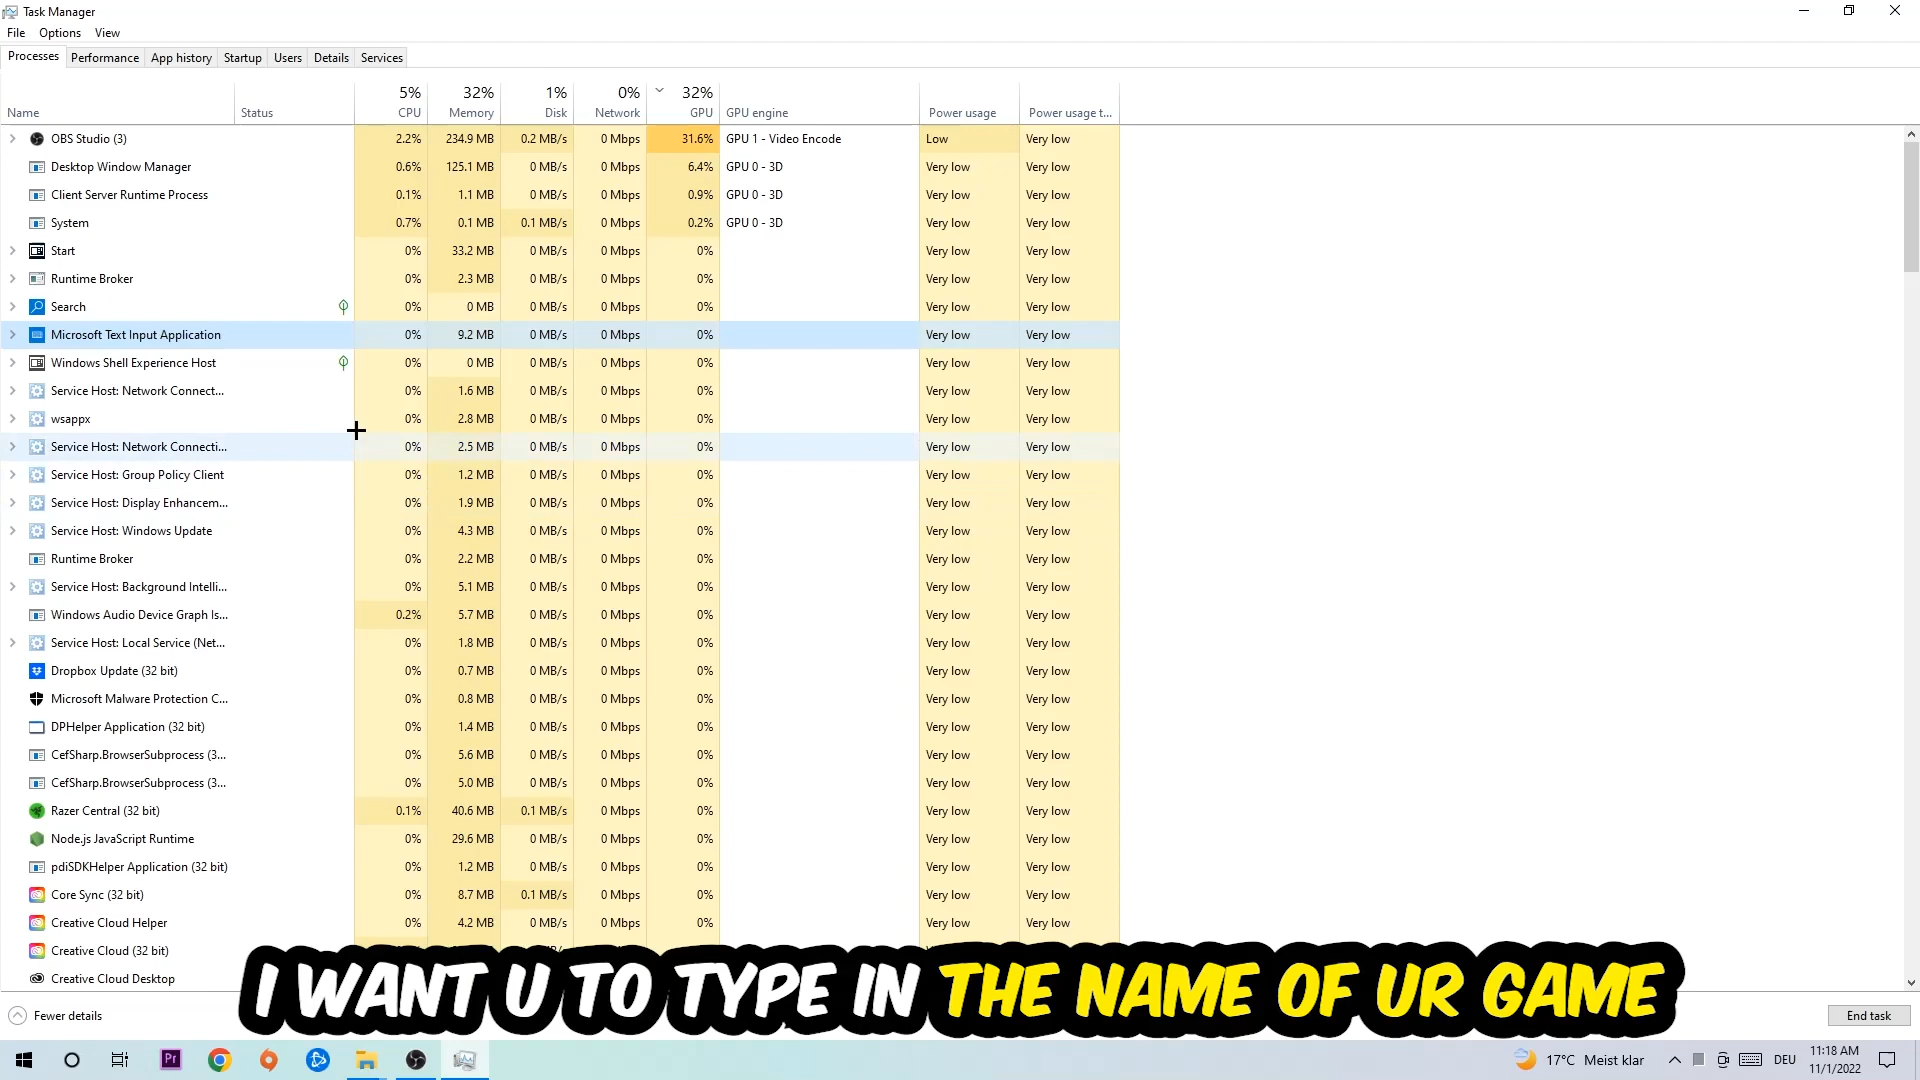 Task Manager
File Options View
Processes Performance App history Startup Users Details Services
5% 32% 1% 0% 32%
Name Status CPU Memory Disk Network GPU GPU engine Power usage Power usage t...
OBS Studio (3) 2.2% 234.9 MB 0.2 MB/s 0 Mbps 31.6% GPU 1 - Video Encode Low Very low
Desktop Window Manager 0.6% 125.1 MB 0 MB/s 0 Mbps 6.4% GPU 0 - 3D Very low Very low
Client Server Runtime Process 0.1% 1.1 MB 0 MB/s 0 Mbps 0.9% GPU 0 - 3D Very low Very low
System 0.7% 0.1 MB 0.1 MB/s 0 Mbps 0.2% GPU 0 - 3D Very low Very low
Start 0% 33.2 MB 0 MB/s 0 Mbps 0% Very low Very low
Runtime Broker 0% 2.3 MB 0 MB/s 0 Mbps 0% Very low Very low
Search 0% 0 MB 0 MB/s 0 Mbps 0% Very low Very low
Microsoft Text Input Application 0% 9.2 MB 0 MB/s 0 Mbps 0% Very low Very low
Windows Shell Experience Host 0% 0 MB 0 MB/s 0 Mbps 0% Very low Very low
Service Host: Network Connect... 0% 1.6 MB 0 MB/s 0 Mbps 0% Very low Very low
wsappx 0% 2.8 MB 0 MB/s 0 Mbps 0% Very low Very low
Service Host: Network Connecti... 0% 2.5 MB 0 MB/s 0 Mbps 0% Very low Very low
Service Host: Group Policy Client 0% 1.2 MB 0 MB/s 0 Mbps 0% Very low Very low
Service Host: Display Enhancem... 0% 1.9 MB 0 MB/s 0 Mbps 0% Very low Very low
Service Host: Windows Update 0% 4.3 MB 0 MB/s 0 Mbps 0% Very low Very low
Runtime Broker 0% 2.2 MB 0 MB/s 0 Mbps 0% Very low Very low
Service Host: Background Intelli... 0% 5.1 MB 0 MB/s 0 Mbps 0% Very low Very low
Windows Audio Device Graph Is... 0.2% 5.7 MB 0 MB/s 0 Mbps 0% Very low Very low
Service Host: Local Service (Net... 0% 1.8 MB 0 MB/s 0 Mbps 0% Very low Very low
Dropbox Update (32 bit) 0% 0.7 MB 0 MB/s 0 Mbps 0% Very low Very low
Microsoft Malware Protection C... 0% 0.8 MB 0 MB/s 0 Mbps 0% Very low Very low
DPHelper Application (32 bit) 0% 1.4 MB 0 MB/s 0 Mbps 0% Very low Very low
CefSharp.BrowserSubprocess (3... 0% 5.6 MB 0 MB/s 0 Mbps 0% Very low Very low
CefSharp.BrowserSubprocess (3... 0% 5.0 MB 0 MB/s 0 Mbps 0% Very low Very low
Razer Central (32 bit) 0.1% 40.6 MB 0.1 MB/s 0 Mbps 0% Very low Very low
Node.js JavaScript Runtime 0% 29.6 MB 0 MB/s 0 Mbps 0% Very low Very low
pdiSDKHelper Application (32 bit) 0% 1.2 MB 0 MB/s 0 Mbps 0% Very low Very low
Core Sync (32 bit) 0% 8.7 MB 0.1 MB/s 0 Mbps 0% Very low Very low
Creative Cloud Helper 0% 4.2 MB 0 MB/s 0 Mbps 0% Very low Very low
Creative Cloud (32 bit)
Creative Cloud Desktop
I WANT U TO TYPE IN THE NAME OF UR GAME
Fewer details End task
Pr 17°C Meist klar DEU 11:18 AM
11/1/2022